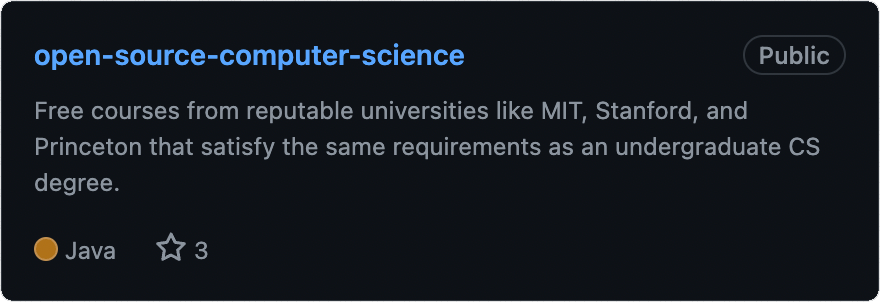 open-source-computer-science
Public
Free courses from reputable universities like MIT, Stanford, and
Princeton that satisfy the same requirements as an undergraduate CS
degree.
Java 3